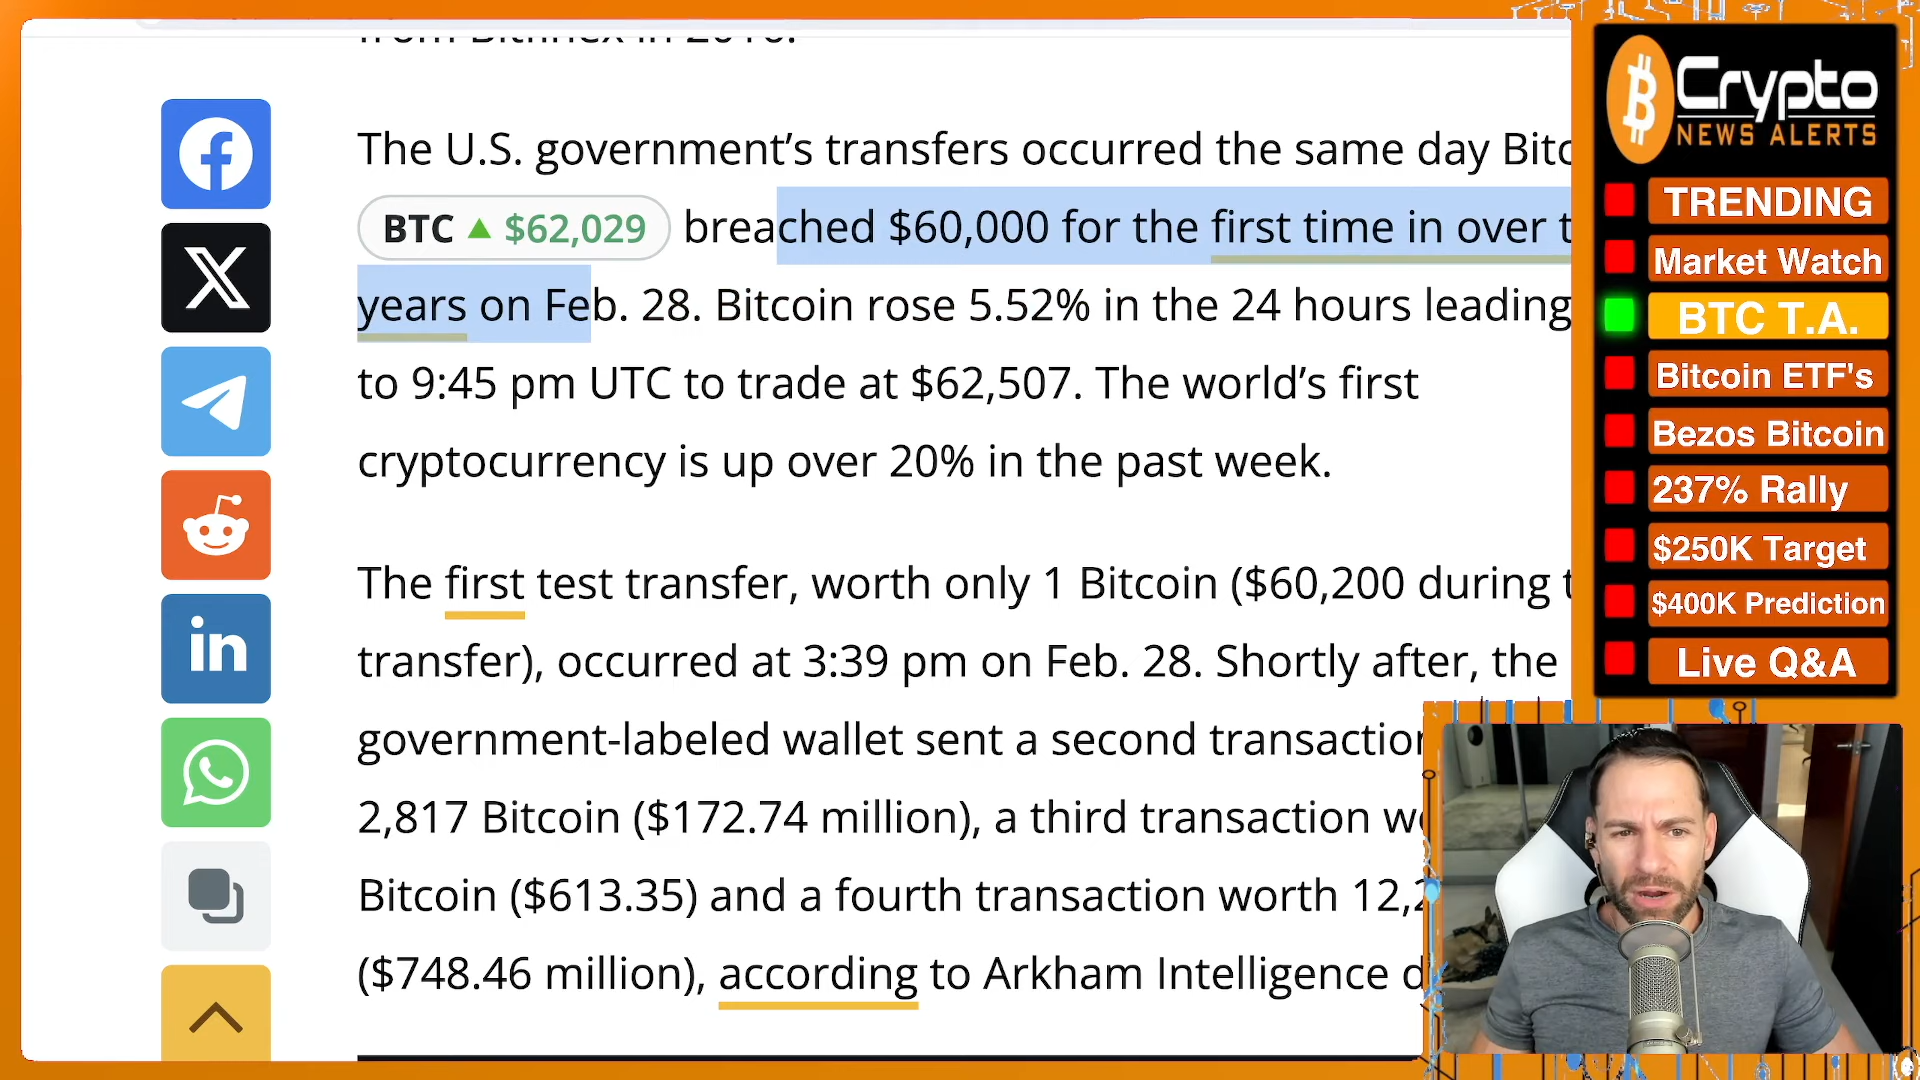 from Bitfinex in 2016.
The U.S. government’s transfers occurred the same day Bitc
BTC ▲ $62,029 breached $60,000 for the first time in over t
years on Feb. 28. Bitcoin rose 5.52% in the 24 hours leading
to 9:45 pm UTC to trade at $62,507. The world’s first
cryptocurrency is up over 20% in the past week.
The first test transfer, worth only 1 Bitcoin ($60,200 during t
transfer), occurred at 3:39 pm on Feb. 28. Shortly after, the
government-labeled wallet sent a second transaction
2,817 Bitcoin ($172.74 million), a third transaction wo
Bitcoin ($613.35) and a fourth transaction worth 12,2
($748.46 million), according to Arkham Intelligence d
Crypto
NEWS ALERTS
TRENDING
Market Watch
BTC T.A.
Bitcoin ETF's
Bezos Bitcoin
237% Rally
$250K Target
$400K Prediction
Live Q&A